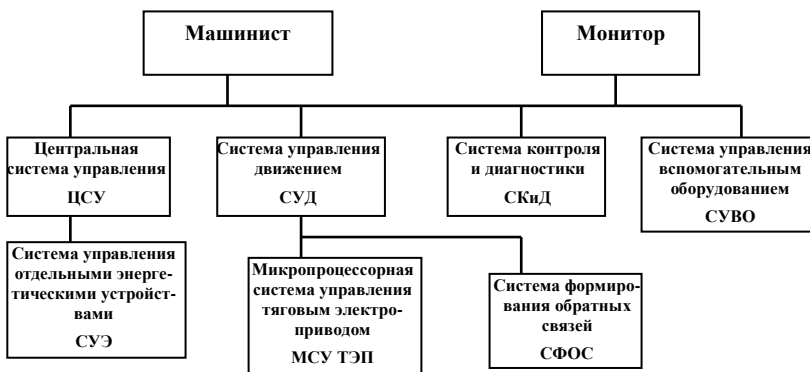 Машинист
Монитор
Центральная
система управления
ЦСУ
Система управления
движением
СУД
Система контроля
и диагностики
СКиД
Система управления
вспомогательным
оборудованием
СУВО
Система управления
отдельными энерге-
тическими устройст-
вами
СУЭ
Микропроцессорная
система управления
тяговым электро-
приводом
МСУ ТЭП
Система формиро-
вания обратных
связей
СФОС